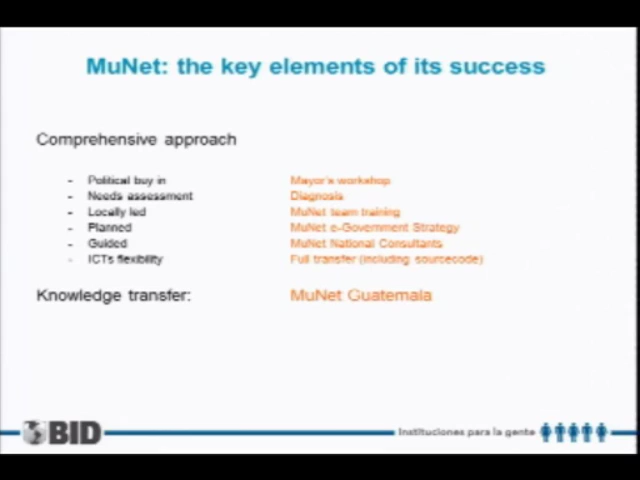 MuNet: the key elements of its success
Comprehensive approach
- Political buy in Mayor's workshop
- Needs assessment Diagnosis
- Locally led MuNet team training
- Planned MuNet e-Government Strategy
- Guided MuNet National Consultants
- ICTs flexibility Full transfer (including sourcecode)
Knowledge transfer: MuNet Guatemala
BID Instituciones para la gente